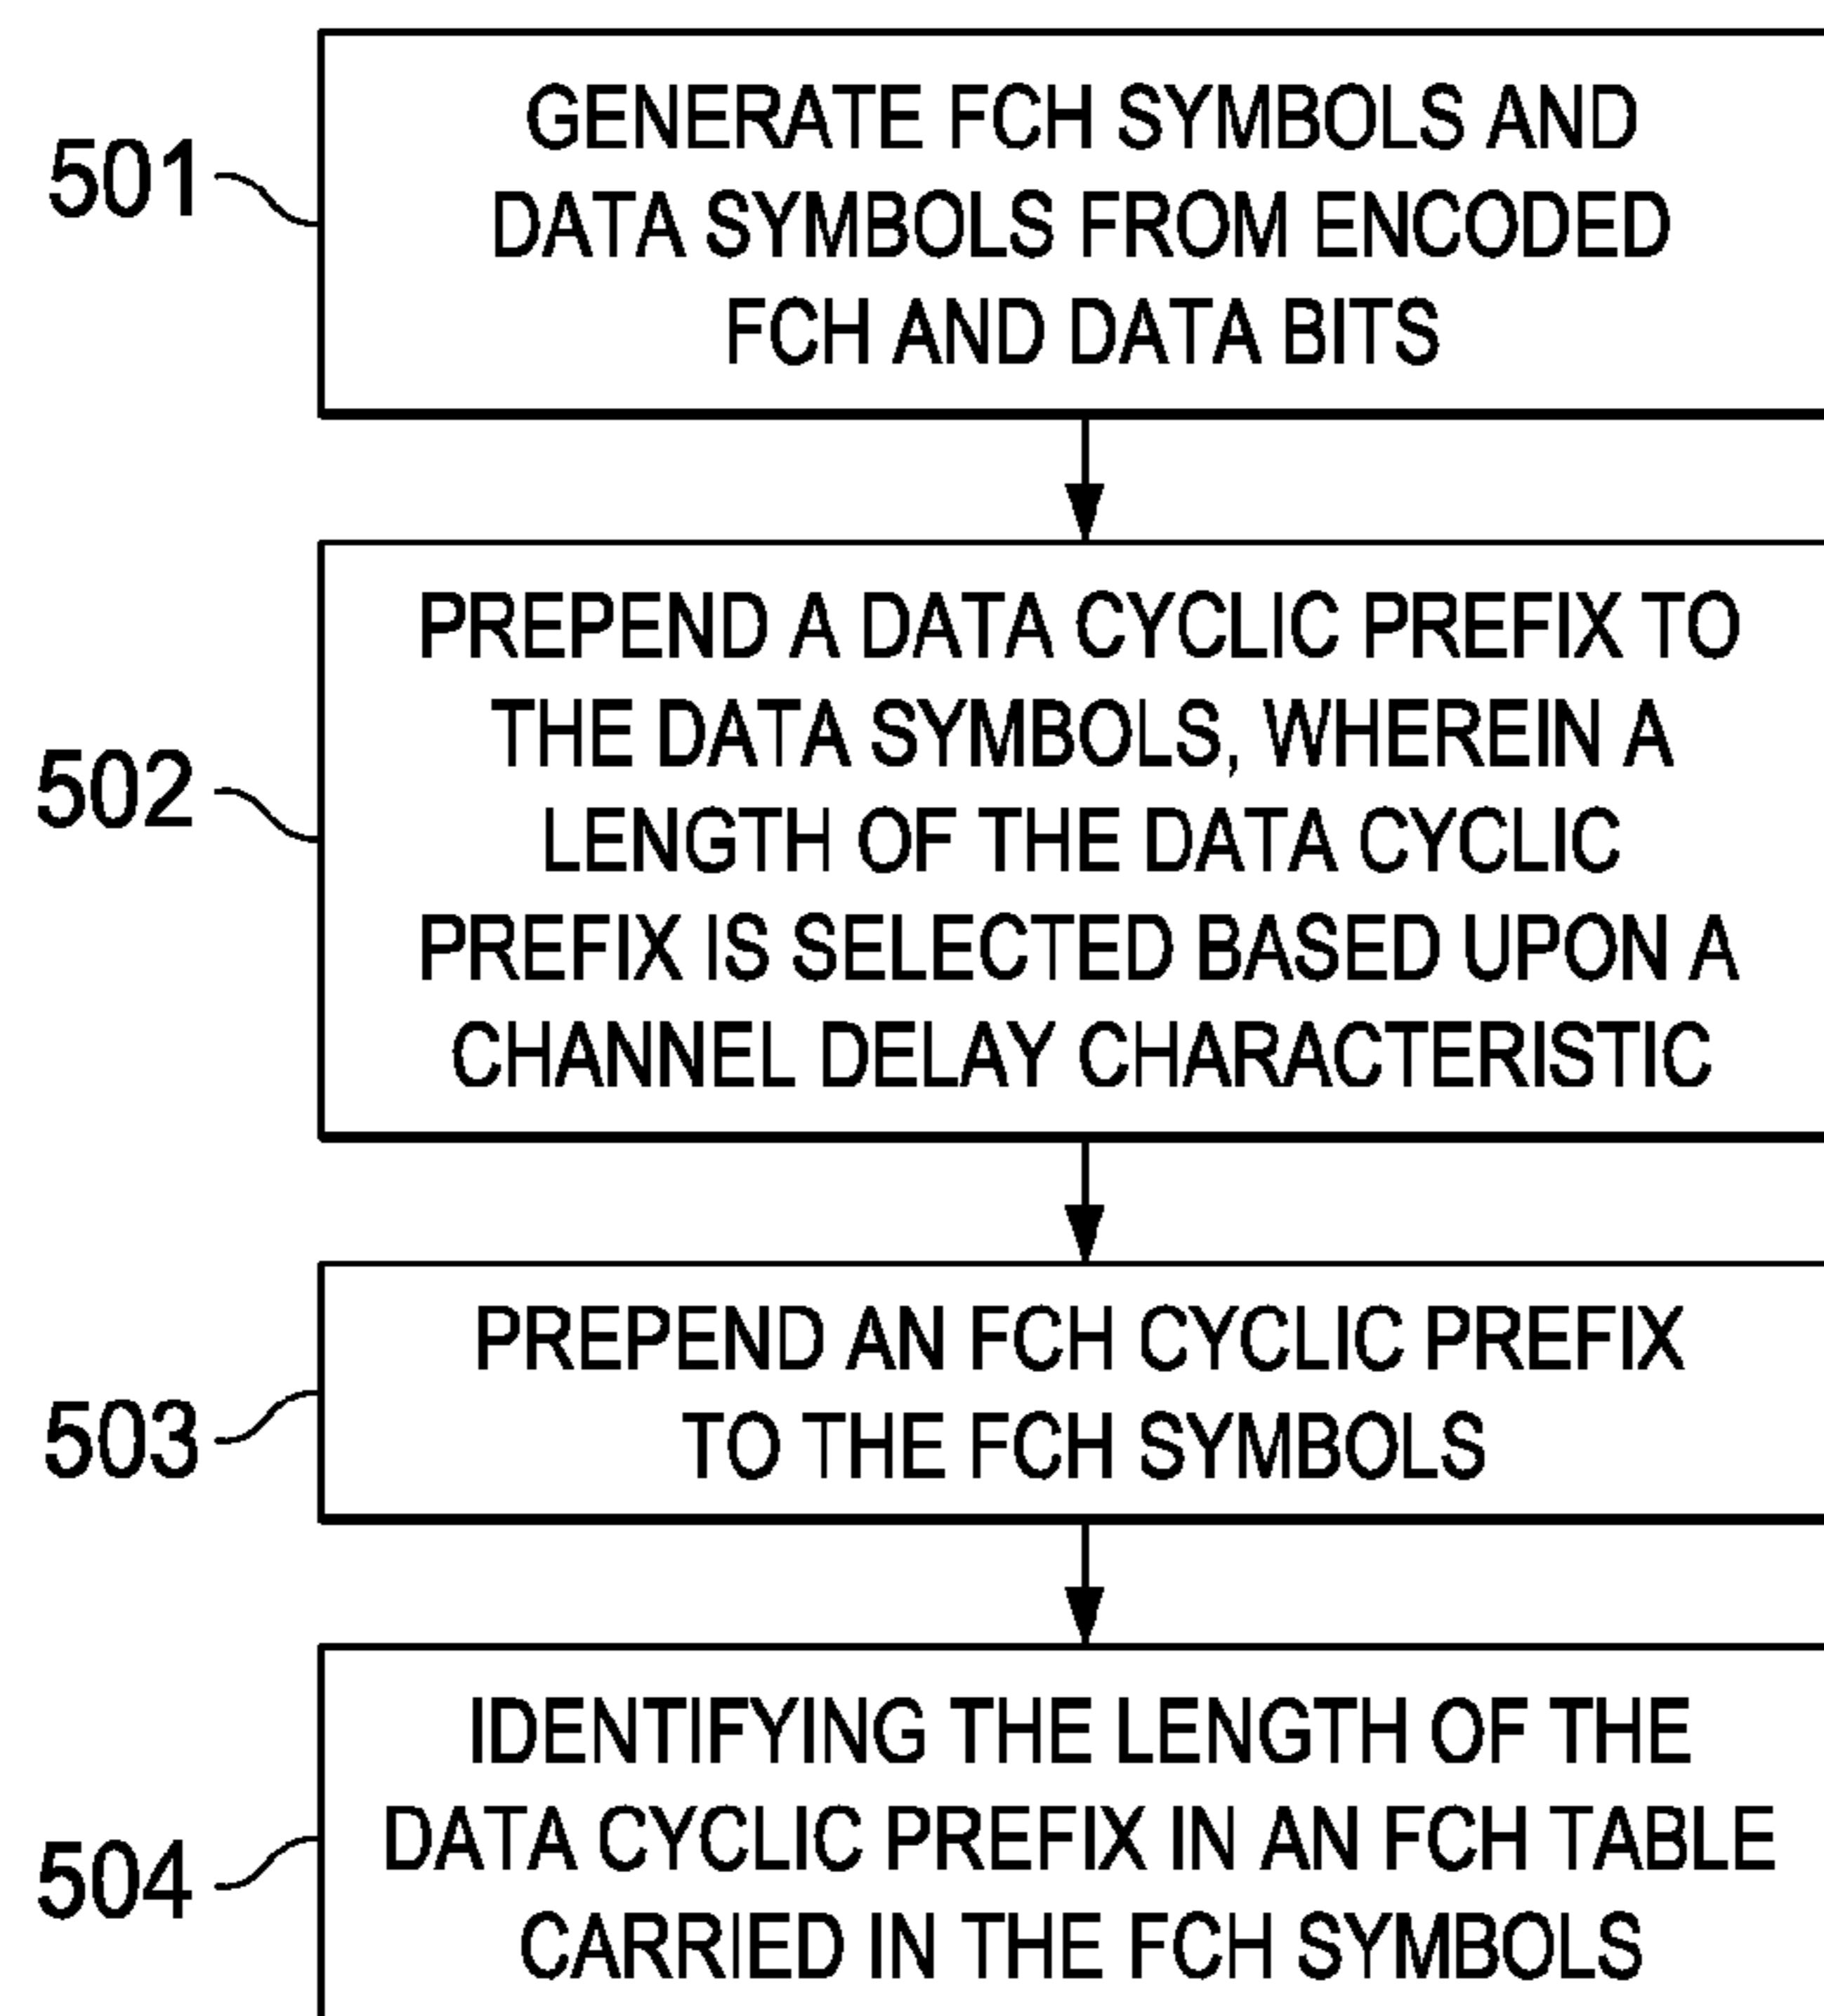 501
GENERATE FCH SYMBOLS AND
DATA SYMBOLS FROM ENCODED
FCH AND DATA BITS
502
PREPEND A DATA CYCLIC PREFIX TO
THE DATA SYMBOLS, WHEREIN A
LENGTH OF THE DATA CYCLIC
PREFIX IS SELECTED BASED UPON A
CHANNEL DELAY CHARACTERISTIC
503
PREPEND AN FCH CYCLIC PREFIX
TO THE FCH SYMBOLS
504
IDENTIFYING THE LENGTH OF THE
DATA CYCLIC PREFIX IN AN FCH TABLE
CARRIED IN THE FCH SYMBOLS